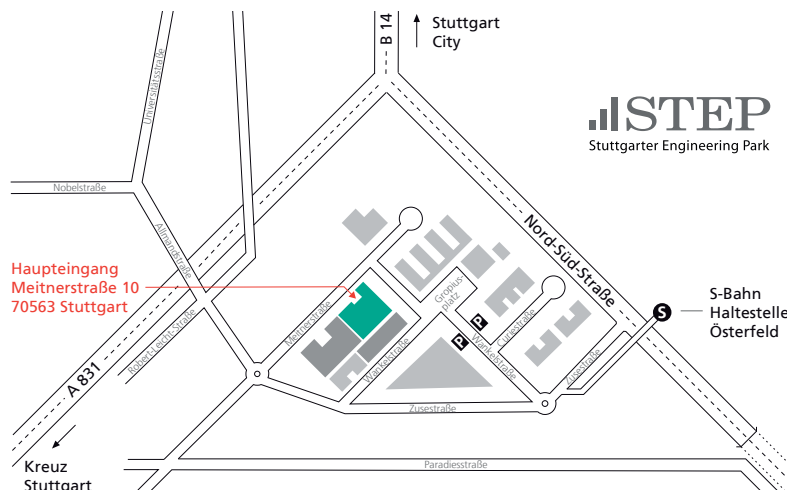 B 14
Stuttgart
City
STEP
Stuttgarter Engineering Park
Universitätsstraße
Nobelstraße
Allmandstraße
Nord-Süd-Straße
Haupteingang
Meitnerstraße 10
70563 Stuttgart
Gropius-
platz
S-Bahn
Haltestelle
Österfeld
S
Meitnerstraße
Curiestraße
P
P
Wankelstraße
Wankelstraße
Robert-Leicht-Straße
A 831
Zusestraße
Zusestraße
Kreuz
Stuttgart
Paradiesstraße